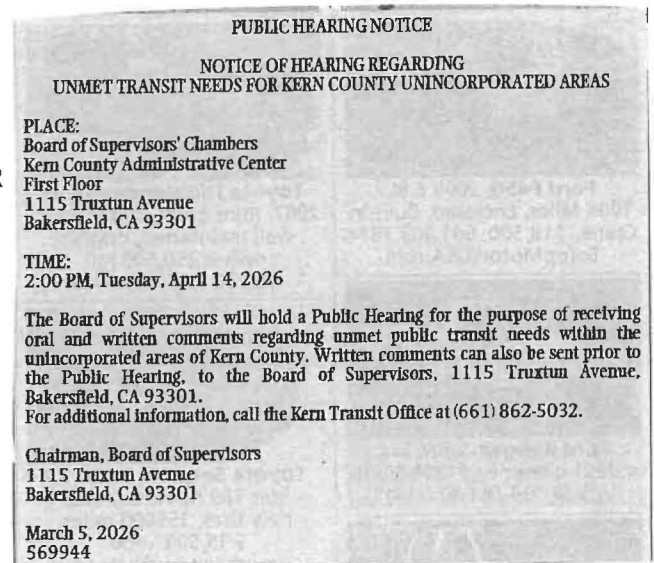 PUBLIC HEARING NOTICE
NOTICE OF HEARING REGARDING
UNMET TRANSIT NEEDS FOR KERN COUNTY UNINCORPORATED AREAS
PLACE:
Board of Supervisors' Chambers
Kern County Administrative Center
First Floor
1115 Truxtun Avenue
Bakersfield, CA 93301
TIME:
2:00 PM, Tuesday, April 14, 2026
The Board of Supervisors will hold a Public Hearing for the purpose of receiving
oral and written comments regarding unmet public transit needs within the
unincorporated areas of Kern County. Written comments can also be sent prior to
the Public Hearing, to the Board of Supervisors, 1115 Truxtun Avenue,
Bakersfield, CA 93301.
For additional information, call the Kern Transit Office at (661) 862-5032.
Chairman, Board of Supervisors
1115 Truxtun Avenue
Bakersfield, CA 93301
March 5, 2026
569944